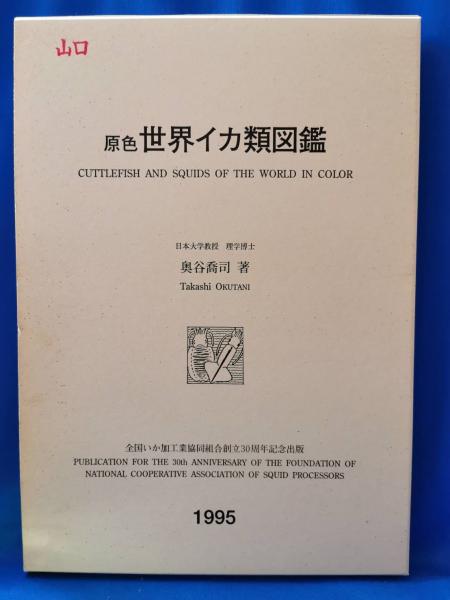 山口
原色 世界イカ類図鑑
CUTTLEFISH AND SQUIDS OF THE WORLD IN COLOR
日本大学教授 理学博士
奥谷喬司 著
Takashi OKUTANI
全国いか加工業協同組合創立30周年記念出版
PUBLICATION FOR THE 30th ANNIVERSARY OF THE FOUNDATION OF
NATIONAL COOPERATIVE ASSOCIATION OF SQUID PROCESSORS
1995